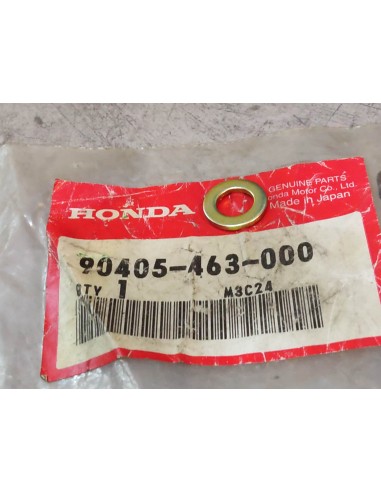 HONDA
GENUINE PARTS
Honda Motor Co., Ltd.
Made in Japan
90405-463-000
QTY 1
M3C24